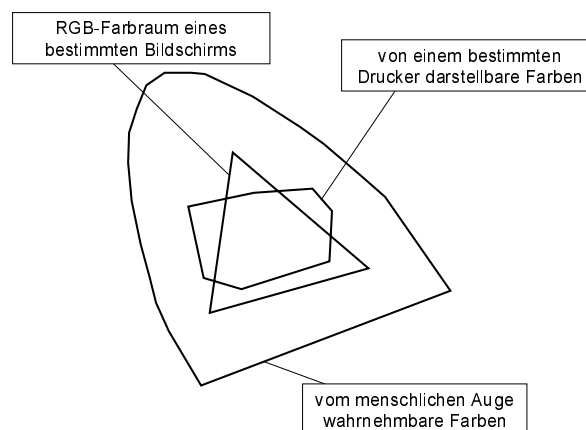 RGB-Farbraum eines
bestimmten Bildschirms
von einem bestimmten
Drucker darstellbare Farben
vom menschlichen Auge
wahrnehmbare Farben